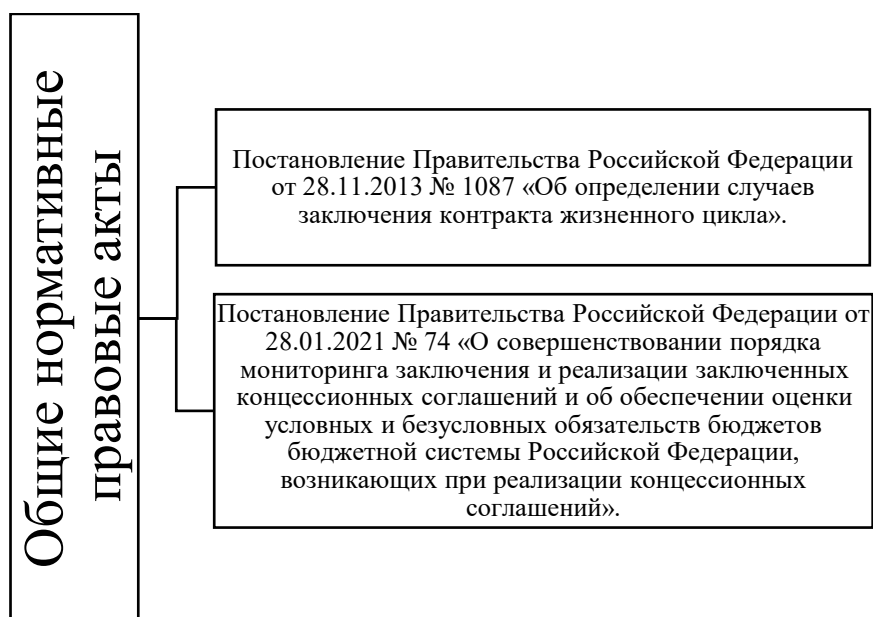 Общие нормативные
правовые акты
Постановление Правительства Российской Федерации
от 28.11.2013 № 1087 «Об определении случаев
заключения контракта жизненного цикла».
Постановление Правительства Российской Федерации от
28.01.2021 № 74 «О совершенствовании порядка
мониторинга заключения и реализации заключенных
концессионных соглашений и об обеспечении оценки
условных и безусловных обязательств бюджетов
бюджетной системы Российской Федерации,
возникающих при реализации концессионных
соглашений».